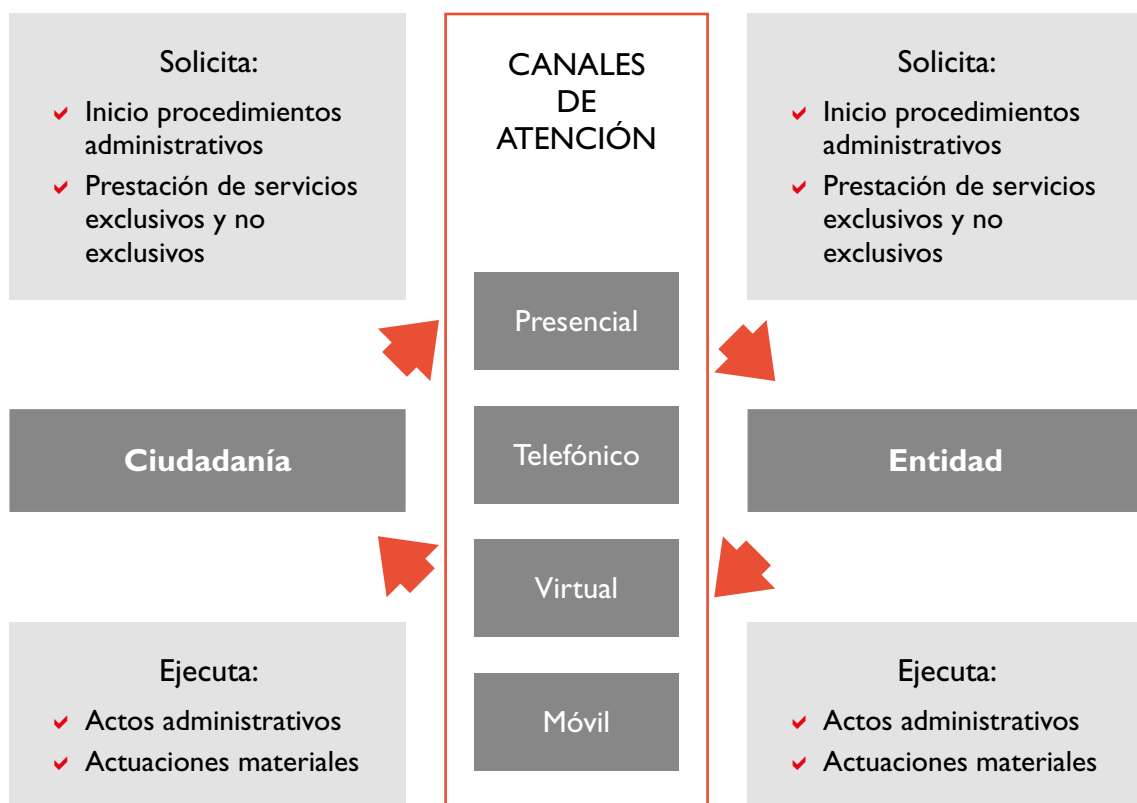 Solicita:
Inicio procedimientos
administrativos
Prestación de servicios
exclusivos y no
exclusivos
CANALES
DE
ATENCIÓN
Solicita:
Inicio procedimientos
administrativos
Prestación de servicios
exclusivos y no
exclusivos
Presencial
Ciudadanía
Telefónico
Entidad
Virtual
Ejecuta:
Actos administrativos
Actuaciones materiales
Móvil
Ejecuta:
Actos administrativos
Actuaciones materiales